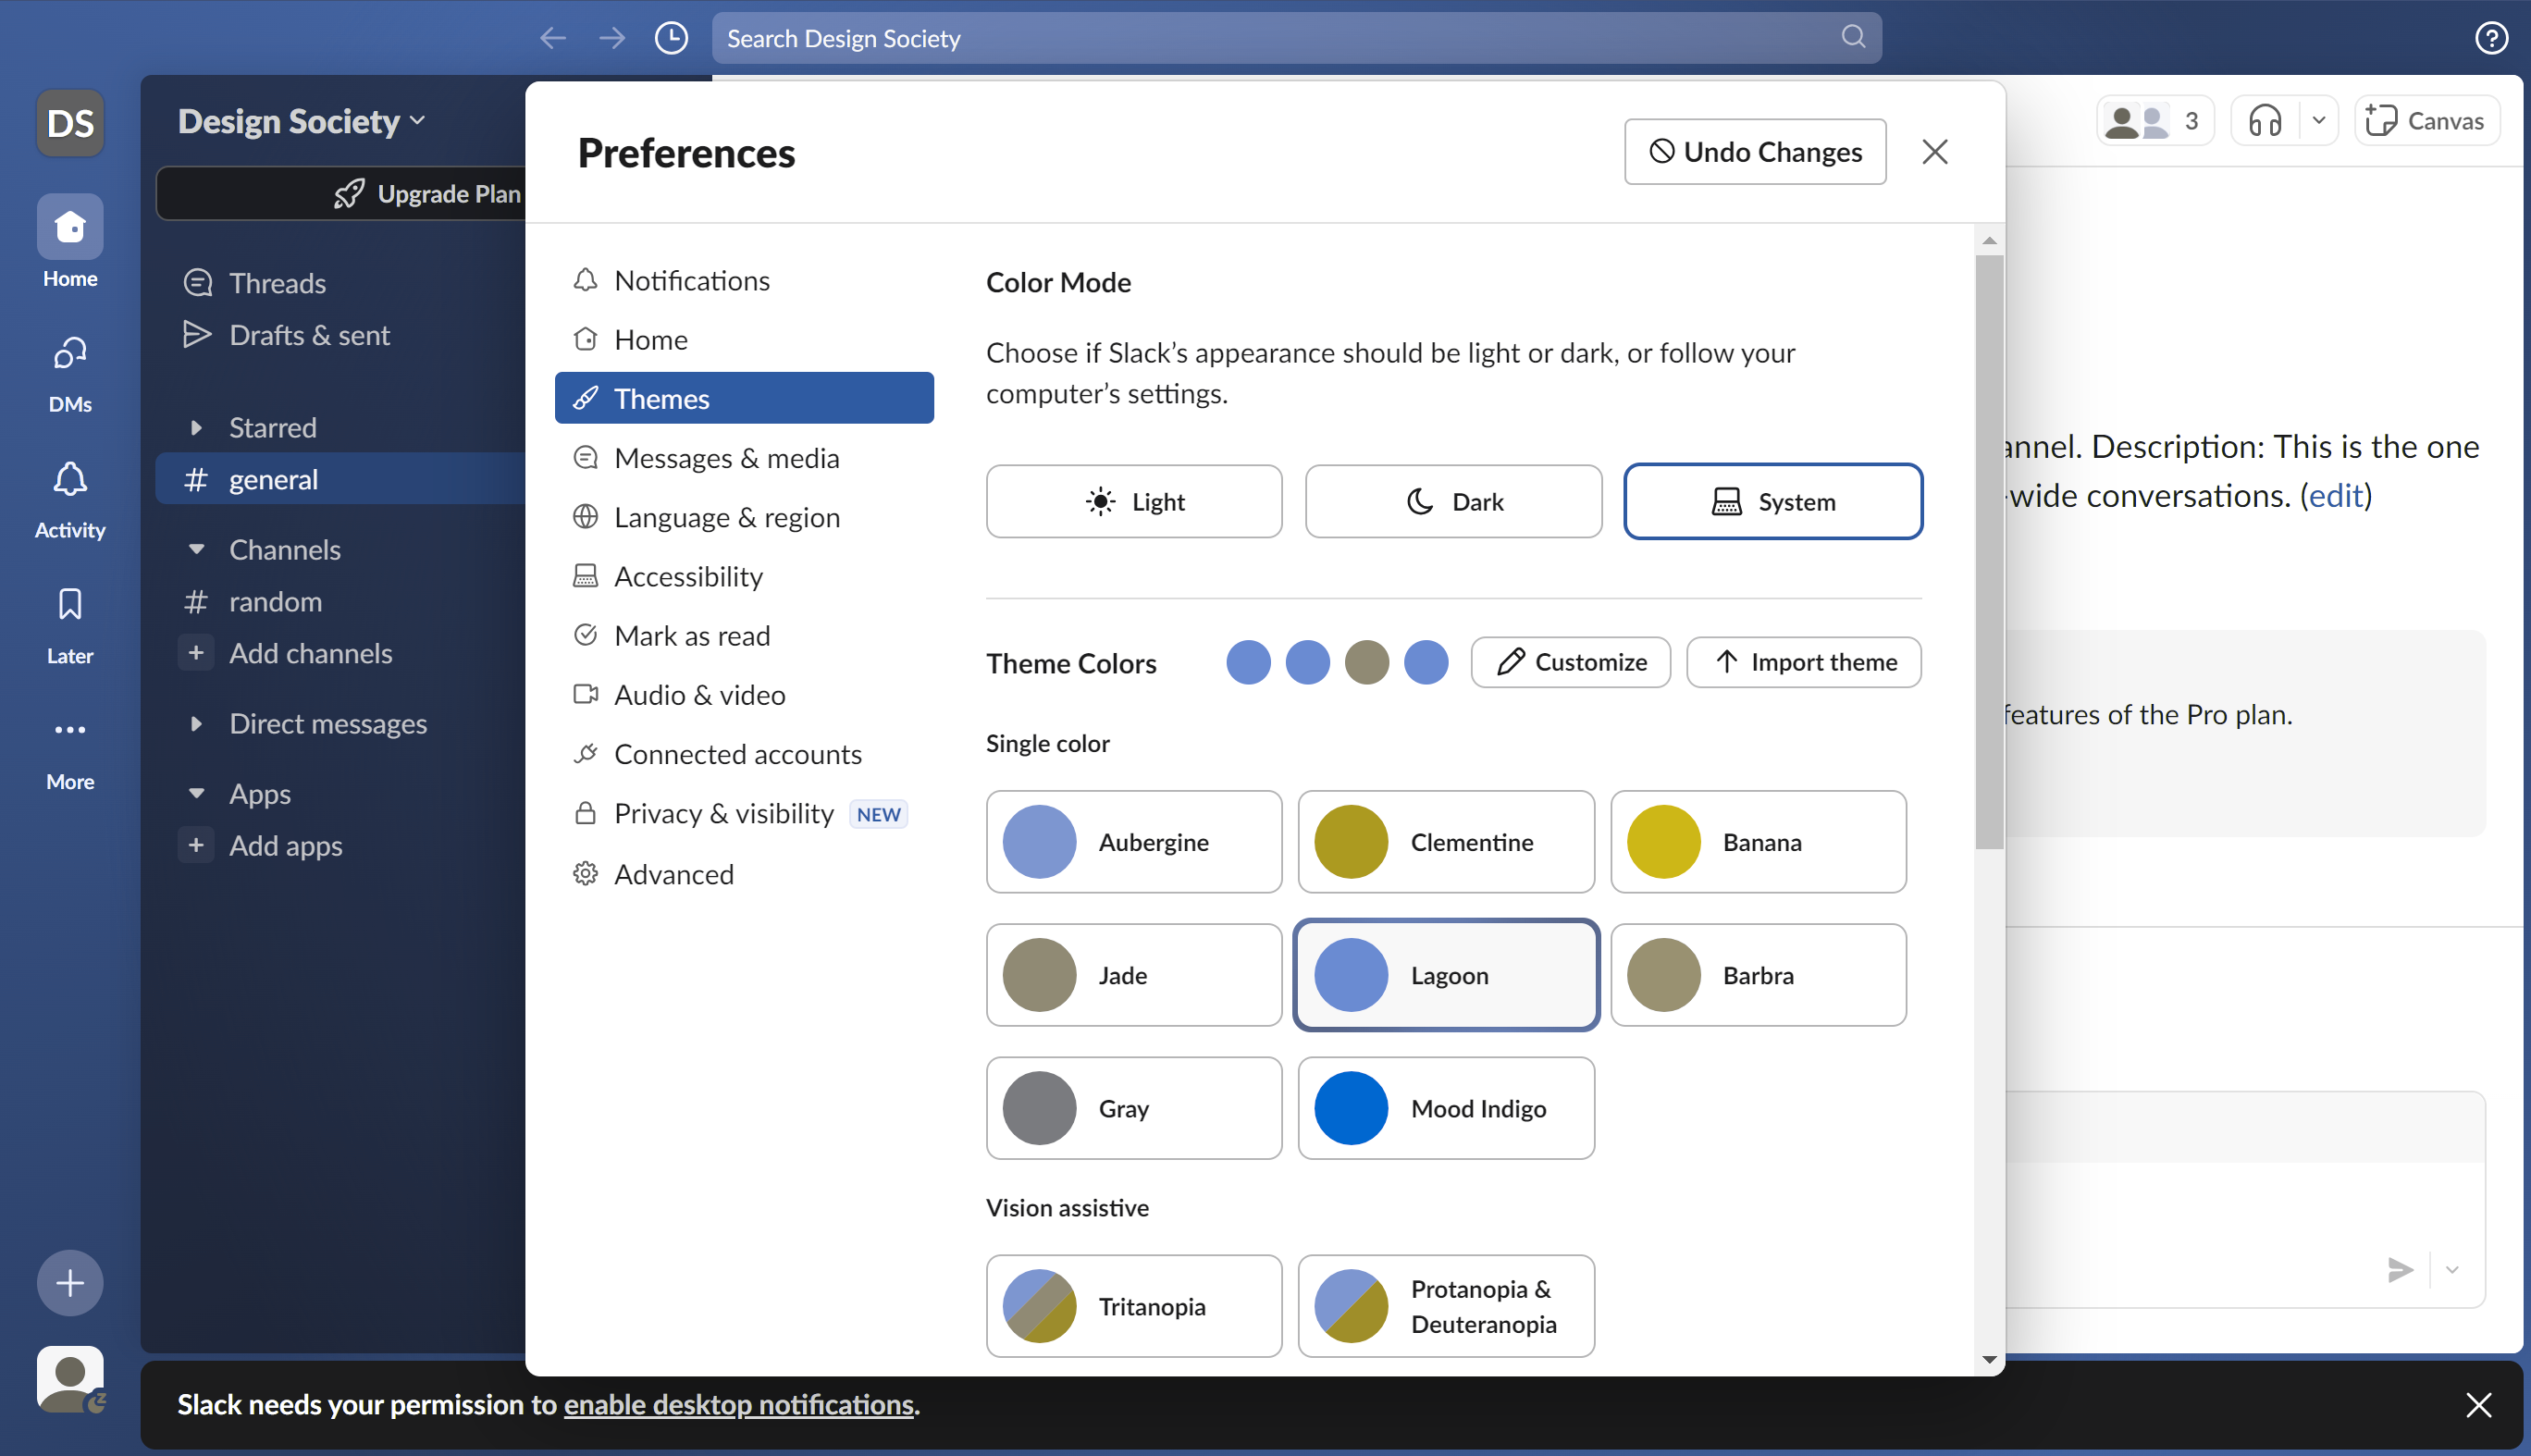 Search Design Society
DS
Home
DMs
Activity
Later
More
Design Society
Upgrade Plan
Threads
Drafts & sent
Starred
# general
Channels
# random
+ Add channels
Direct messages
Apps
+ Add apps
Preferences
Undo Changes
Notifications
Home
Themes
Messages & media
Language & region
Accessibility
Mark as read
Audio & video
Connected accounts
Privacy & visibility NEW
Advanced
Color Mode
Choose if Slack's appearance should be light or dark, or follow your
computer's settings.
Light Dark System
Theme Colors Customize Import theme
Single color
Aubergine Clementine Banana
Jade Lagoon Barbra
Gray Mood Indigo
Vision assistive
Tritanopia
Protanopia &
Deuteranopia
3 Canvas
annel. Description: This is the one
-wide conversations. (edit)
features of the Pro plan.
Slack needs your permission to enable desktop notifications.